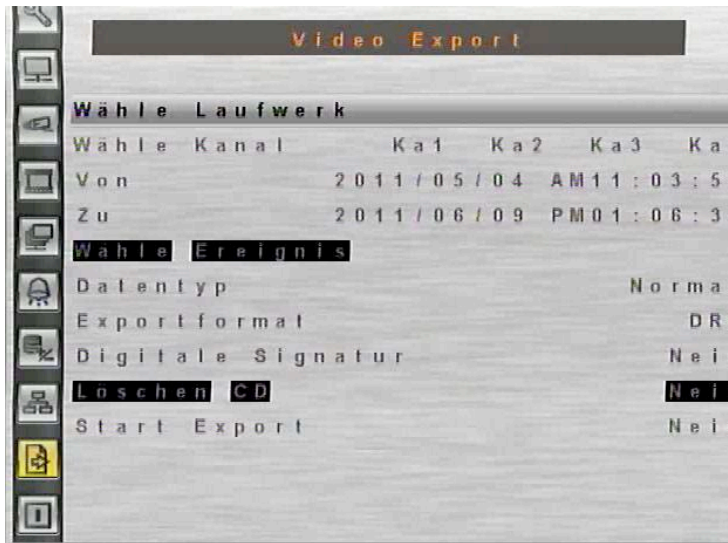 Video Export
Wähle Laufwerk
Wähle Kanal Ka1 Ka2 Ka3 Ka
Von 2011/05/04 AM11:03:5
Zu 2011/06/09 PM01:06:3
Wähle Ereignis
Datentyp Norma
Exportformat DR
Digitale Signatur Nei
Löschen CD Nei
Start Export Nei